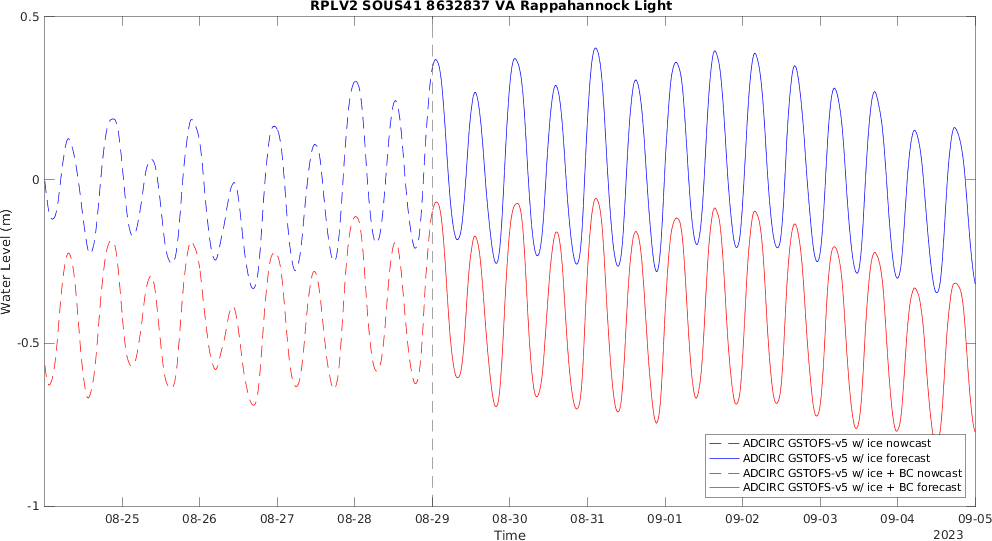 RPLV2 SOUS41 8632837 VA Rappahannock Light
0.5
0
-0.5
-1
Water Level (m)
ADCIRC GSTOFS-v5 w/ ice nowcast
ADCIRC GSTOFS-v5 w/ ice forecast
ADCIRC GSTOFS-v5 w/ ice + BC nowcast
ADCIRC GSTOFS-v5 w/ ice + BC forecast
08-25 08-26 08-27 08-28 08-29 08-30 08-31 09-01 09-02 09-03 09-04 09-05
Time
2023